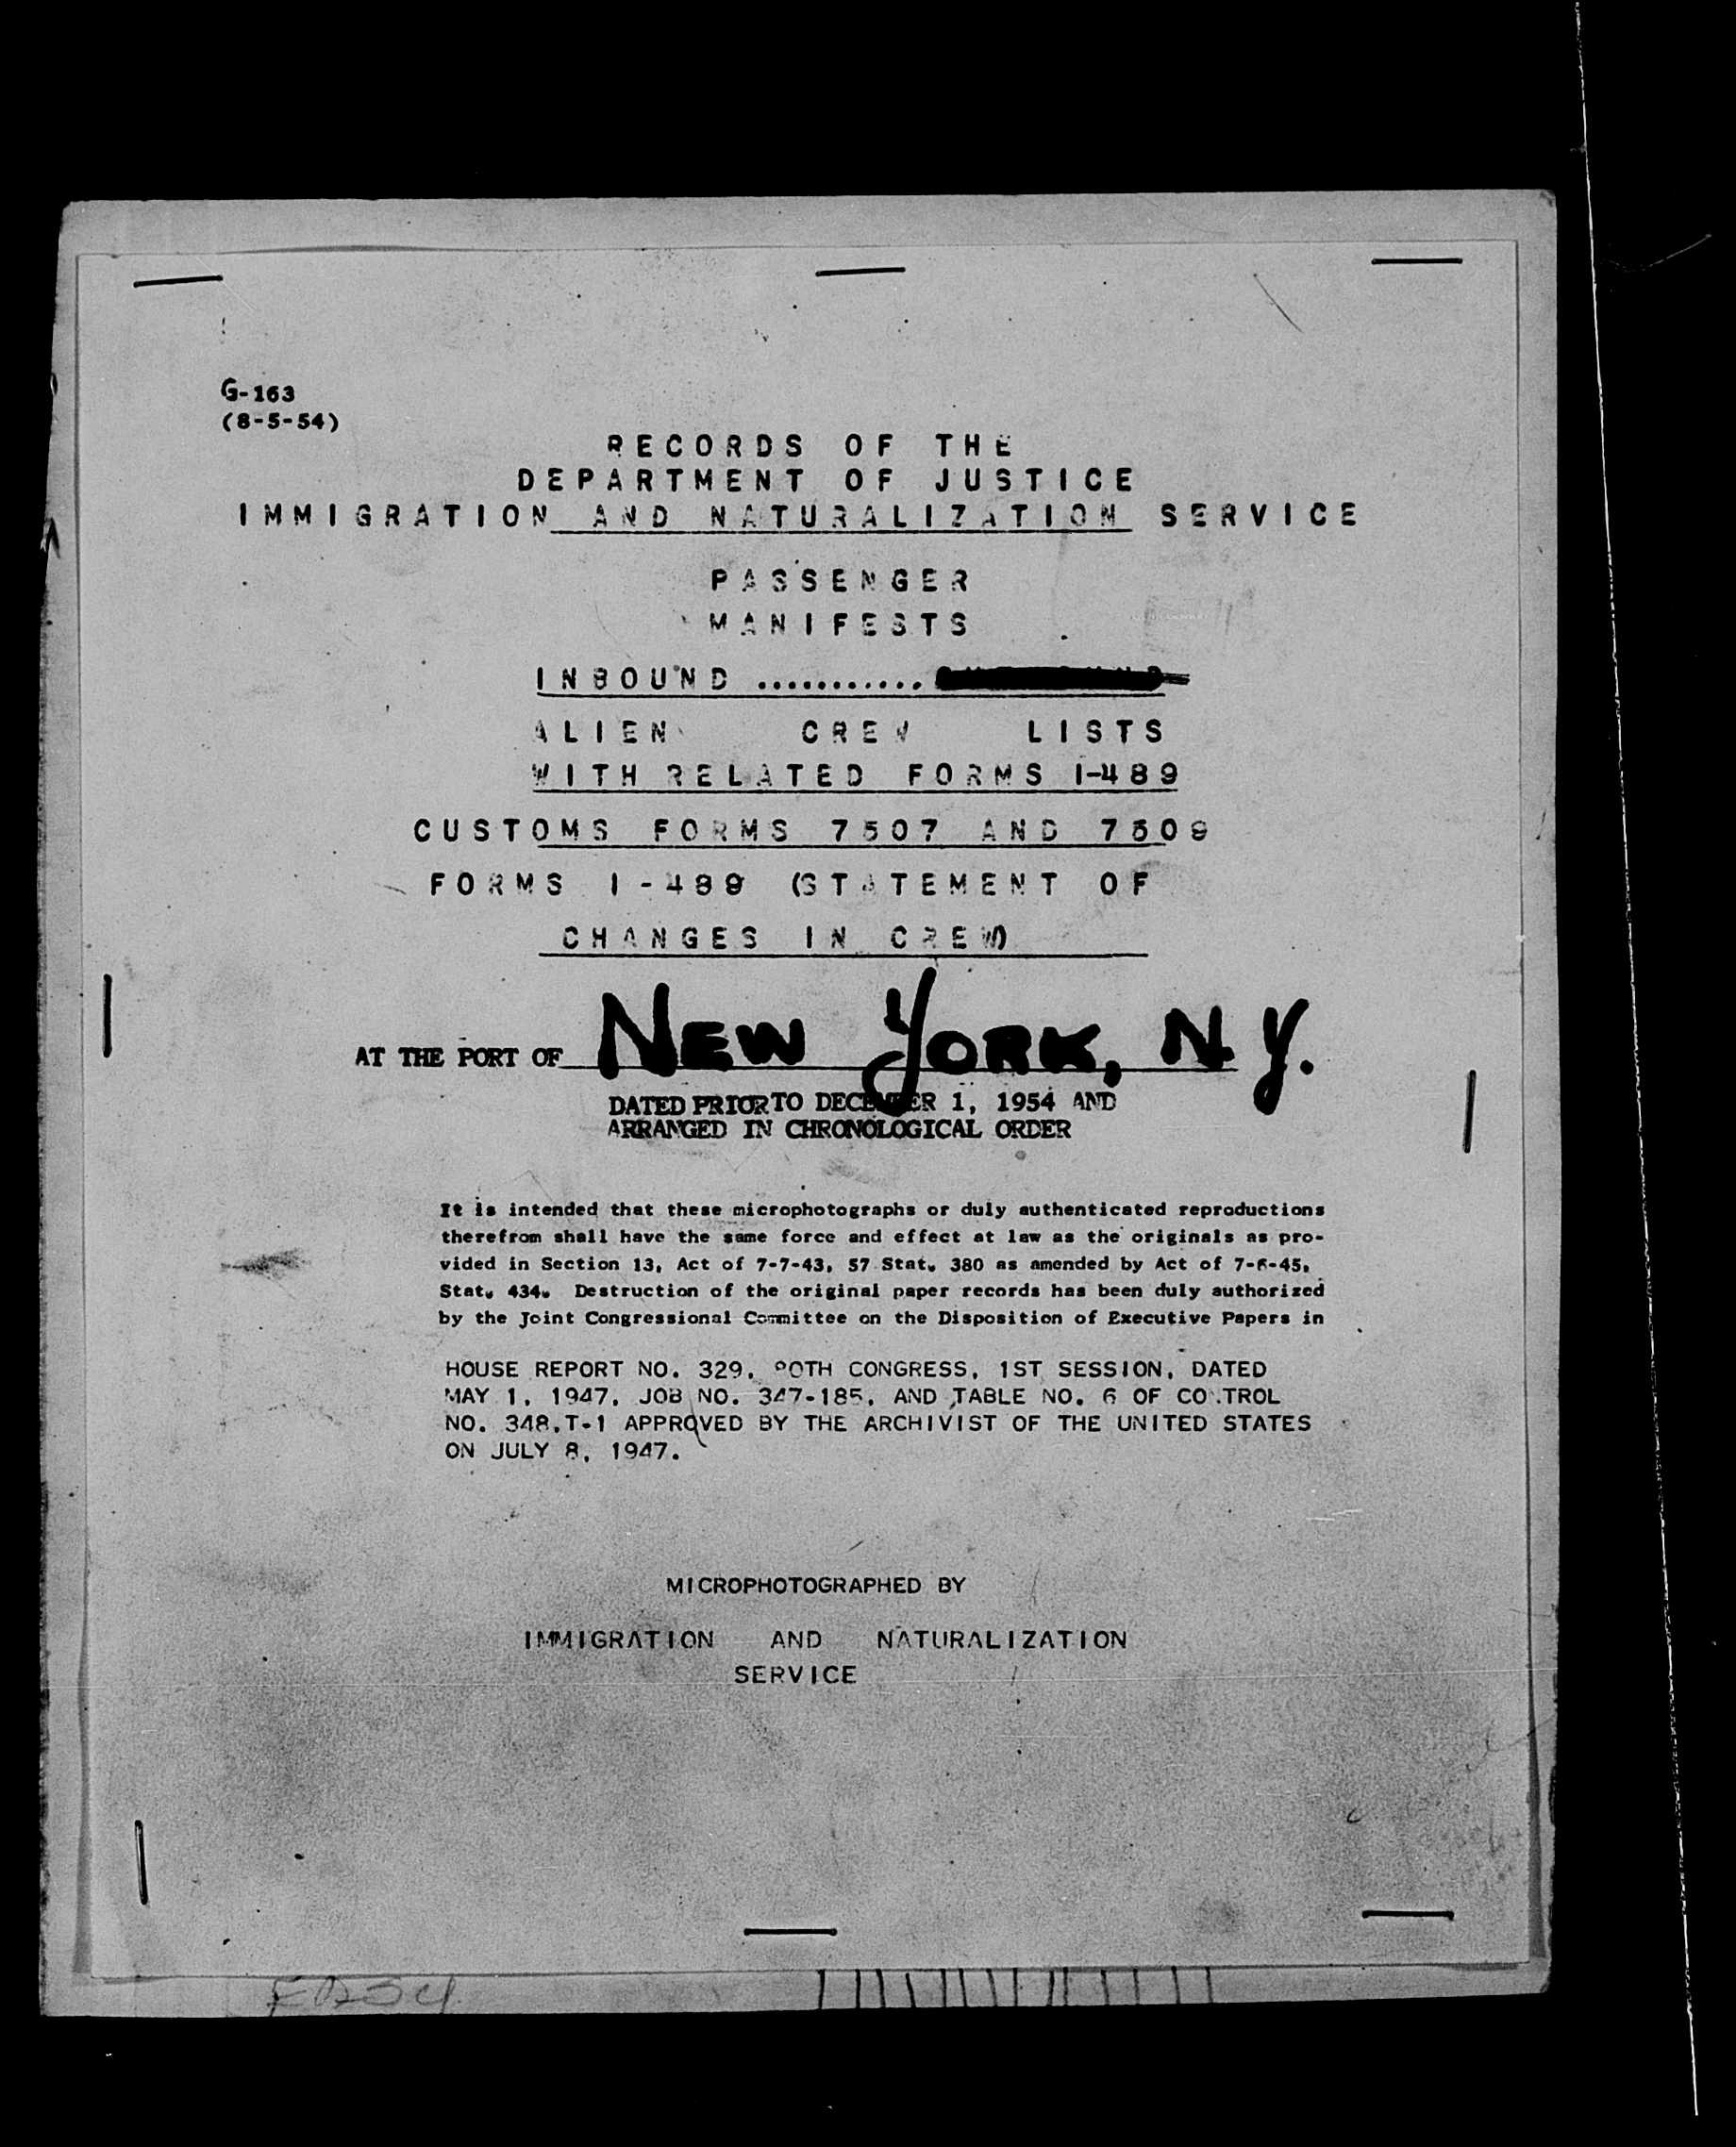 G-163
(8-5-54)
RECORDS OF THE
DEPARTMENT OF JUSTICE
IMMIGRATION AND NATURALIZATION SERVICE
PASSENGER
MANIFESTS
INBOUND ...........
ALIEN CREW LISTS
WITH RELATED FORMS I-489
CUSTOMS FORMS 7507 AND 7509
FORMS I-489 (STATEMENT OF
CHANGES IN CREW)
AT THE PORT OF NEW YORK, N.Y.
DATED PRIOR TO DECEMBER 1, 1954 AND
ARRANGED IN CHRONOLOGICAL ORDER
It is intended that these microphotographs or duly authenticated reproductions
therefrom shall have the same force and effect at law as the originals as pro-
vided in Section 13, Act of 7-7-43, 57 Stat. 380 as amended by Act of 7-6-45,
Stat. 434. Destruction of the original paper records has been duly authorized
by the Joint Congressional Committee on the Disposition of Executive Papers in
HOUSE REPORT NO. 329, 80TH CONGRESS, 1ST SESSION, DATED
MAY 1, 1947, JOB NO. 347-185, AND TABLE NO. 6 OF CONTROL
NO. 348,T-1 APPROVED BY THE ARCHIVIST OF THE UNITED STATES
ON JULY 8, 1947.
MICROPHOTOGRAPHED BY
IMMIGRATION AND NATURALIZATION
SERVICE